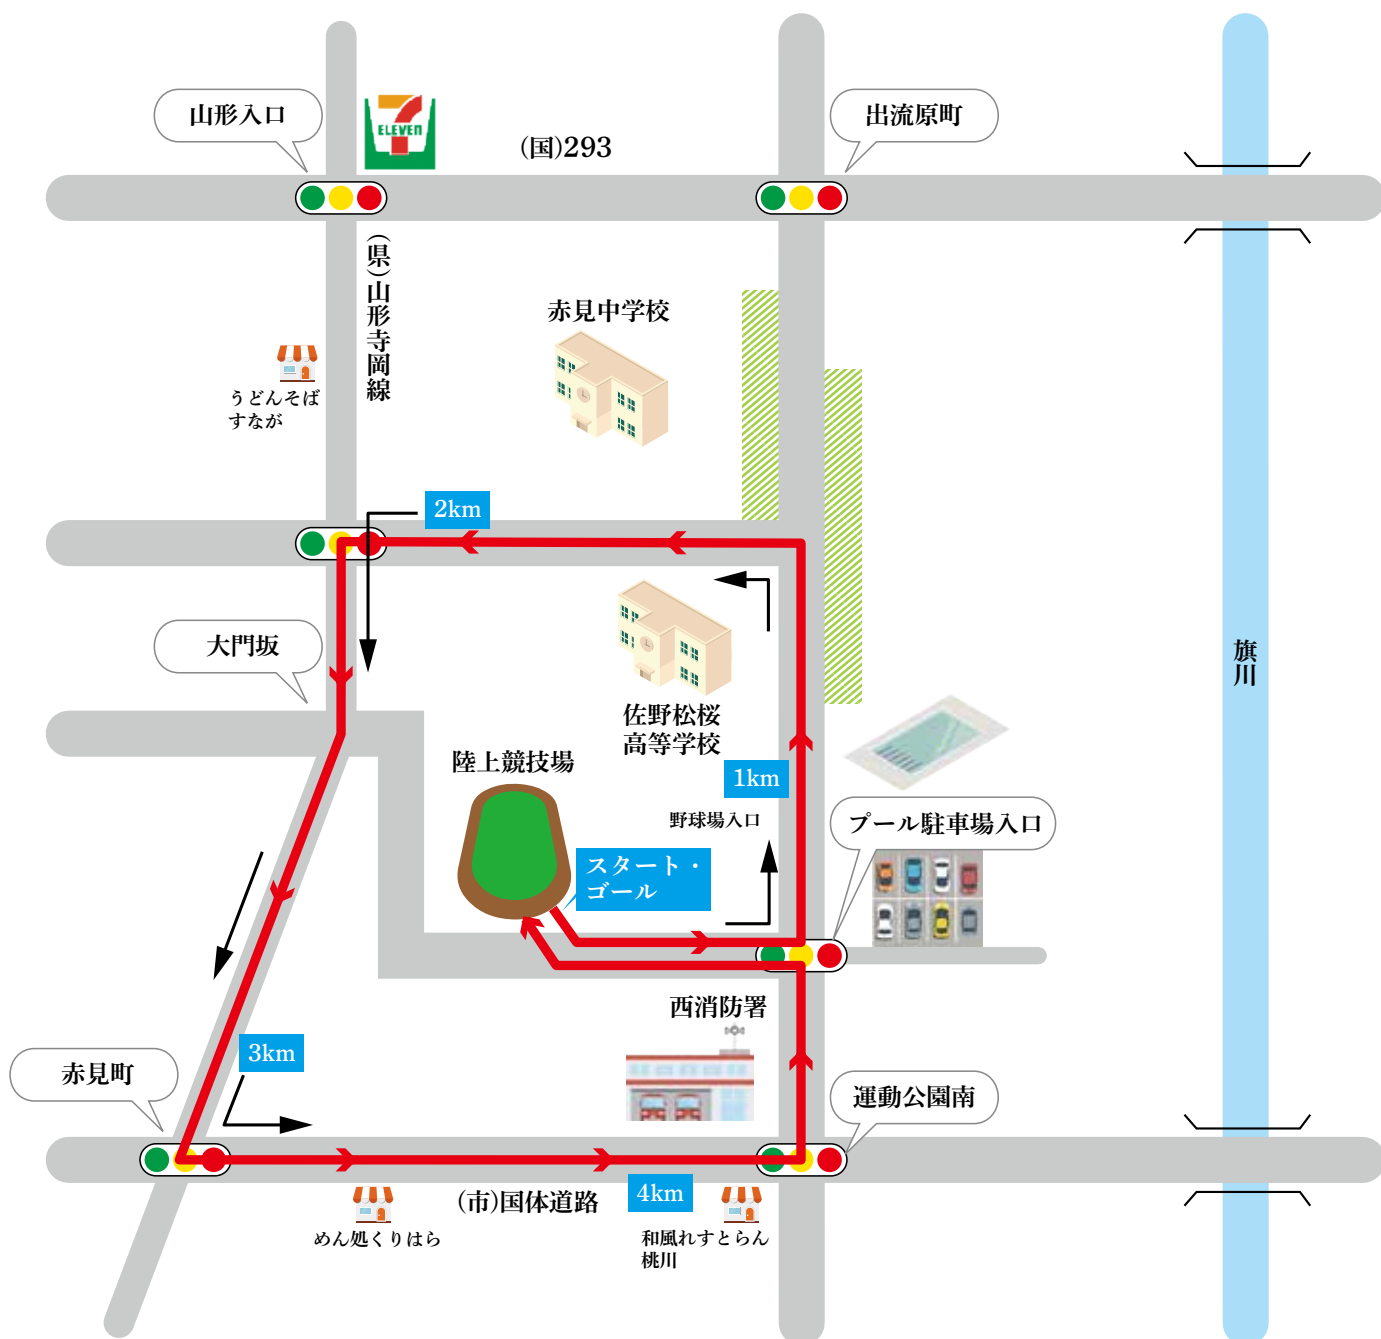 山形入口
ELEVEn
(国)293
出流原町
(県)山形寺岡線
赤見中学校
うどんそば
すなが
2km
大門坂
旗川
佐野松桜
高等学校
陸上競技場
1km
野球場入口
プール駐車場入口
スタート・
ゴール
西消防署
3km
赤見町
運動公園南
(市)国体道路
4km
めん処くりはら
和風れすとらん
桃川